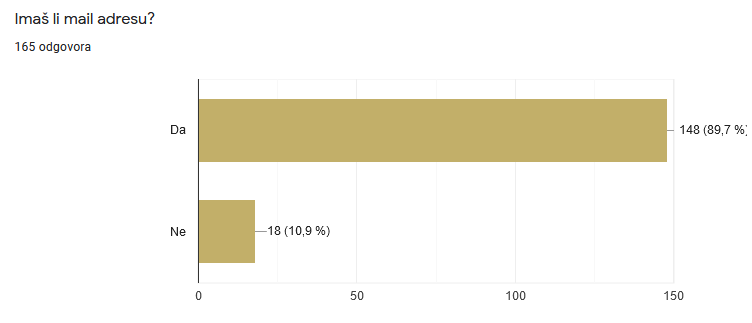 Imaš li mail adresu?
165 odgovora
Da
148 (89,7 %)
Ne
18 (10,9 %)
0
50
100
150